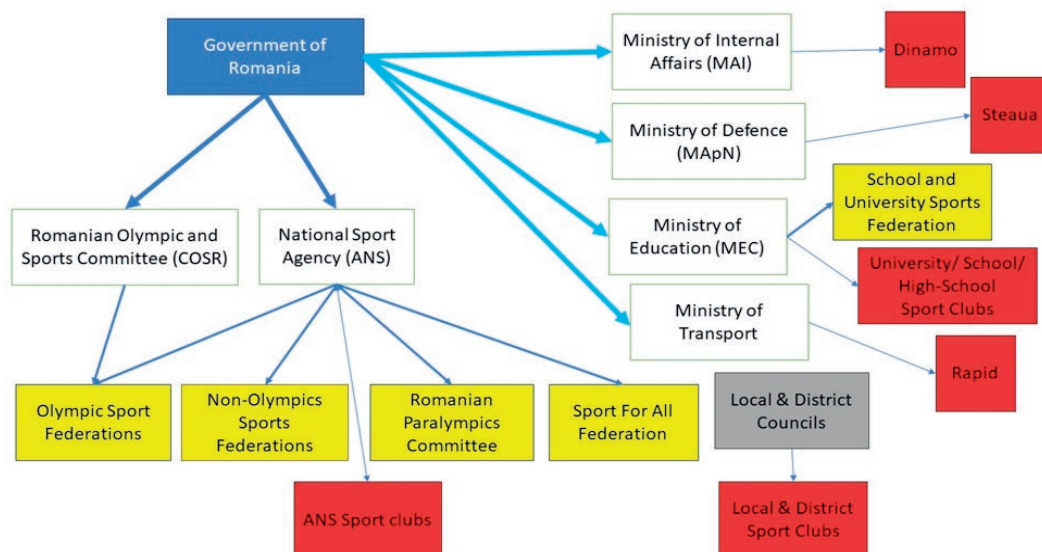 Government of
Romania
Ministry of Internal
Affairs (MAI)
Dinamo
Ministry of Defence
(MApN)
Steaua
School and
University Sports
Federation
Romanian Olympic and
Sports Committee (COSR)
National Sport
Agency (ANS)
Ministry of
Education (MEC)
University/ School/
High-School
Sport Clubs
Ministry of
Transport
Rapid
Olympic Sport
Federations
Non-Olympics
Sports
Federations
Romanian
Paralympics
Committee
Sport For All
Federation
Local & District
Councils
ANS Sport clubs
Local & District
Sport Clubs